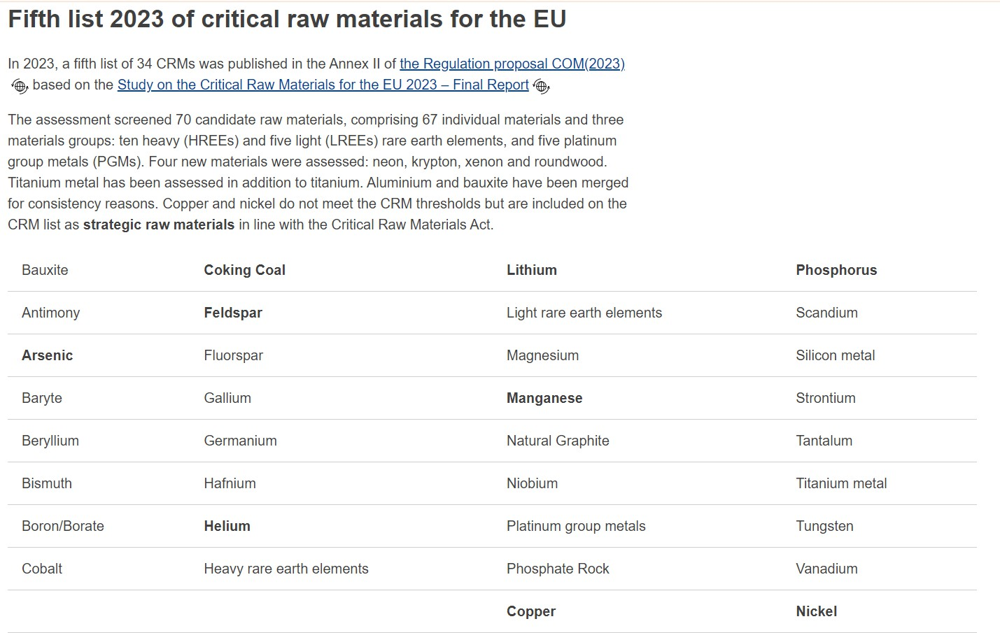 Fifth list 2023 of critical raw materials for the EU
In 2023, a fifth list of 34 CRMs was published in the Annex II of the Regulation proposal COM(2023)
based on the Study on the Critical Raw Materials for the EU 2023 – Final Report
The assessment screened 70 candidate raw materials, comprising 67 individual materials and three
materials groups: ten heavy (HREEs) and five light (LREEs) rare earth elements, and five platinum
group metals (PGMs). Four new materials were assessed: neon, krypton, xenon and roundwood.
Titanium metal has been assessed in addition to titanium. Aluminium and bauxite have been merged
for consistency reasons. Copper and nickel do not meet the CRM thresholds but are included on the
CRM list as strategic raw materials in line with the Critical Raw Materials Act.
Bauxite Coking Coal Lithium Phosphorus
Antimony Feldspar Light rare earth elements Scandium
Arsenic Fluorspar Magnesium Silicon metal
Baryte Gallium Manganese Strontium
Beryllium Germanium Natural Graphite Tantalum
Bismuth Hafnium Niobium Titanium metal
Boron/Borate Helium Platinum group metals Tungsten
Cobalt Heavy rare earth elements Phosphate Rock Vanadium
Copper Nickel